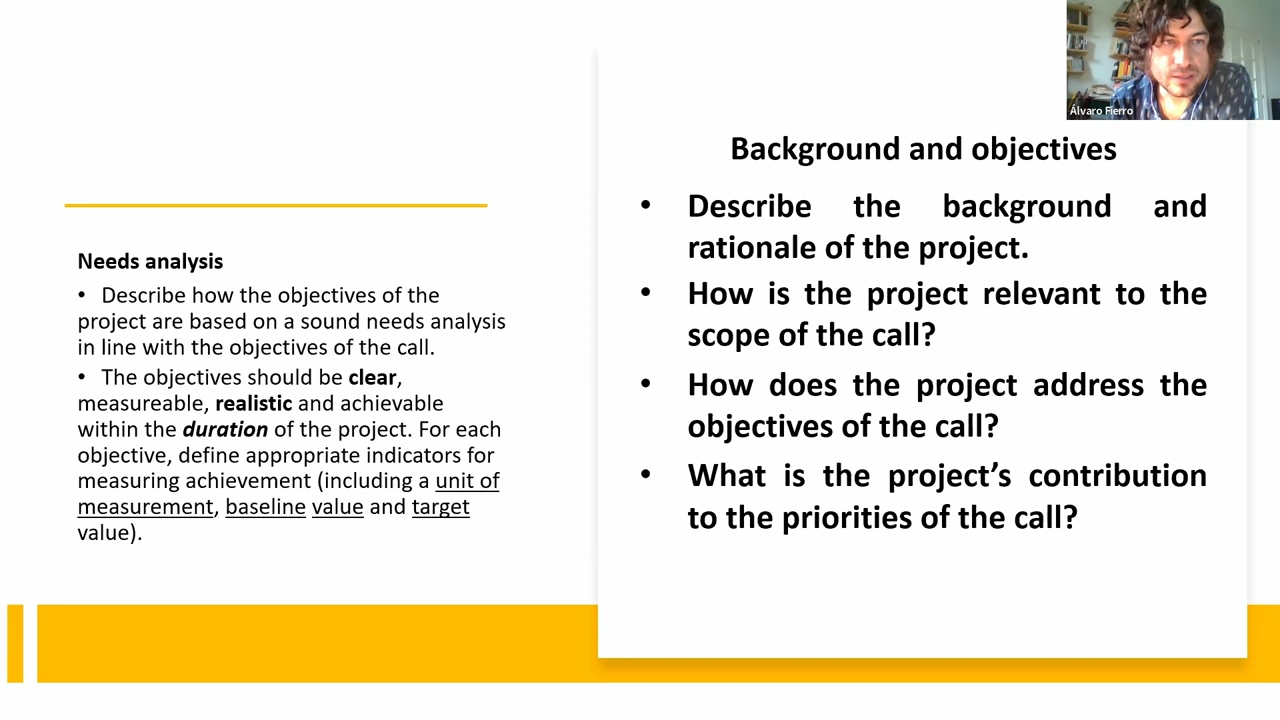 Álvaro Fierro
Needs analysis
• Describe how the objectives of the
project are based on a sound needs analysis
in line with the objectives of the call.
• The objectives should be clear,
measureable, realistic and achievable
within the duration of the project. For each
objective, define appropriate indicators for
measuring achievement (including a unit of
measurement, baseline value and target
value).
Background and objectives
• Describe the background and
rationale of the project.
• How is the project relevant to the
scope of the call?
• How does the project address the
objectives of the call?
• What is the project’s contribution
to the priorities of the call?